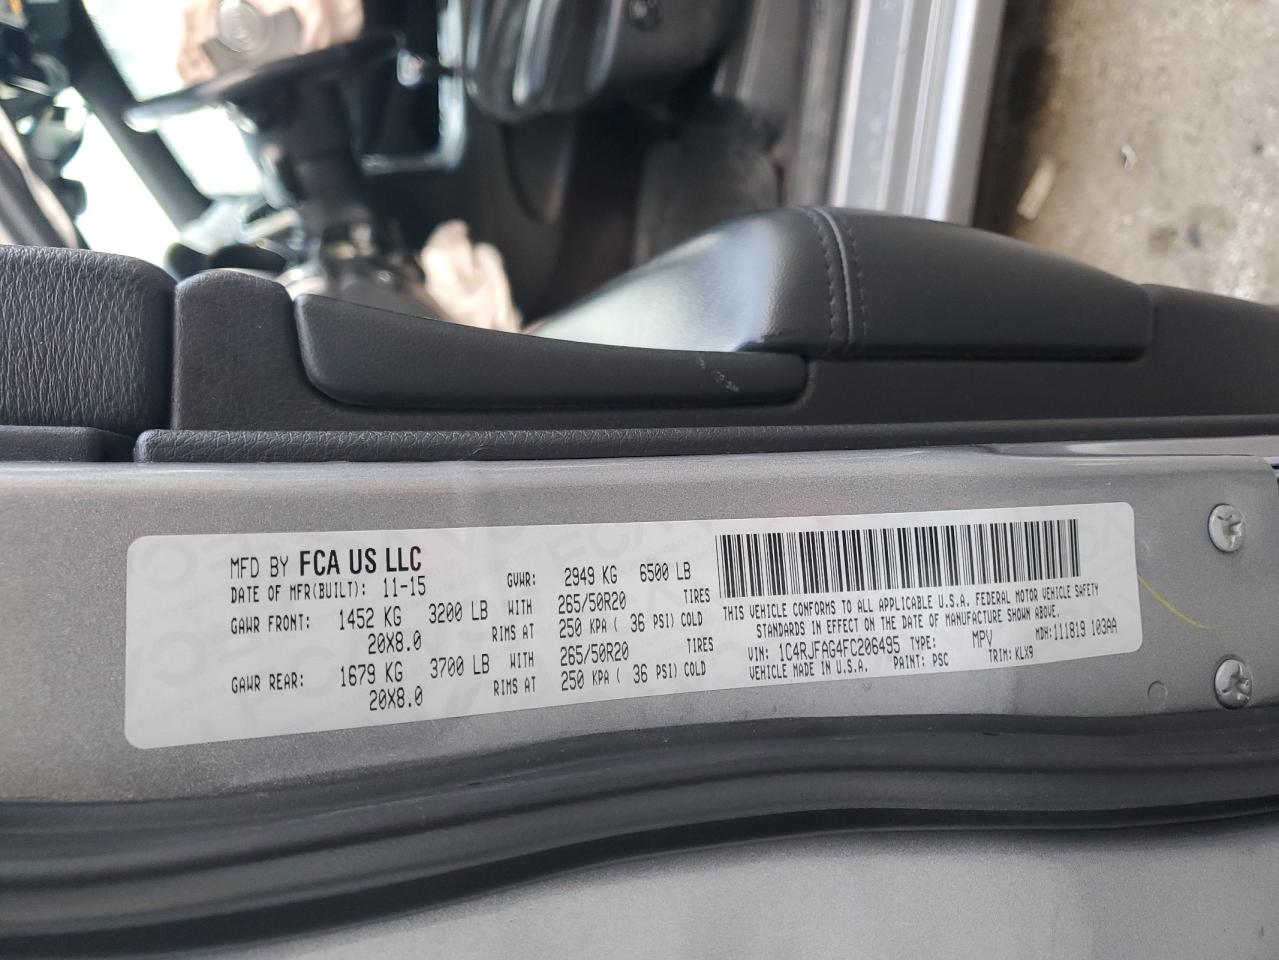 MFD BY FCA US LLC
DATE OF MFR(BUILT): 11-15 GVWR: 2949 KG 6500 LB
GAWR FRONT: 1452 KG 3200 LB WITH 265/50R20 TIRES
20X8.0 RIMS AT 250 KPA ( 36 PSI) COLD
GAWR REAR: 1679 KG 3700 LB WITH 265/50R20 TIRES
20X8.0 RIMS AT 250 KPA ( 36 PSI) COLD
THIS VEHICLE CONFORMS TO ALL APPLICABLE U.S.A. FEDERAL MOTOR VEHICLE SAFETY
STANDARDS IN EFFECT ON THE DATE OF MANUFACTURE SHOWN ABOVE.
VIN: 1C4RJFAG4FC206495 TYPE: MPV MDH: 111819 103AA
VEHICLE MADE IN U.S.A. PAINT: PSC TRIM: KLX9